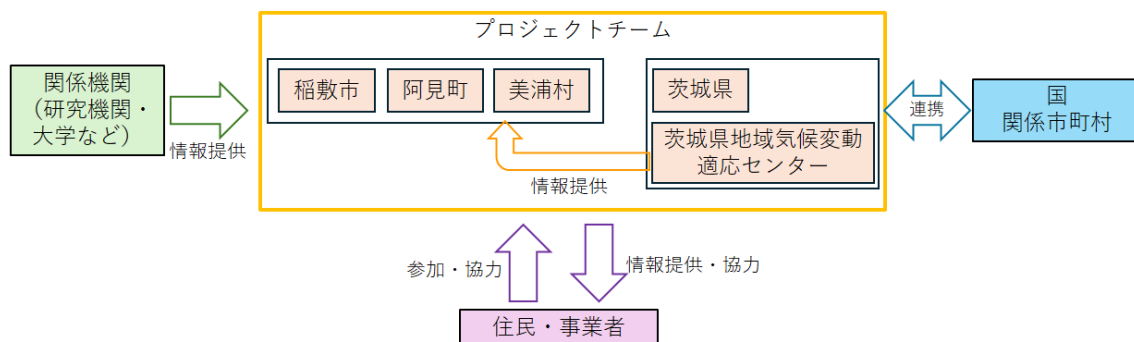 プロジェクトチーム
関係機関
（研究機関・
大学など）
情報提供
稲敷市
阿見町
美浦村
茨城県
茨城県地域気候変動
適応センター
情報提供
連携
国
関係市町村
参加・協力
情報提供・協力
住民・事業者